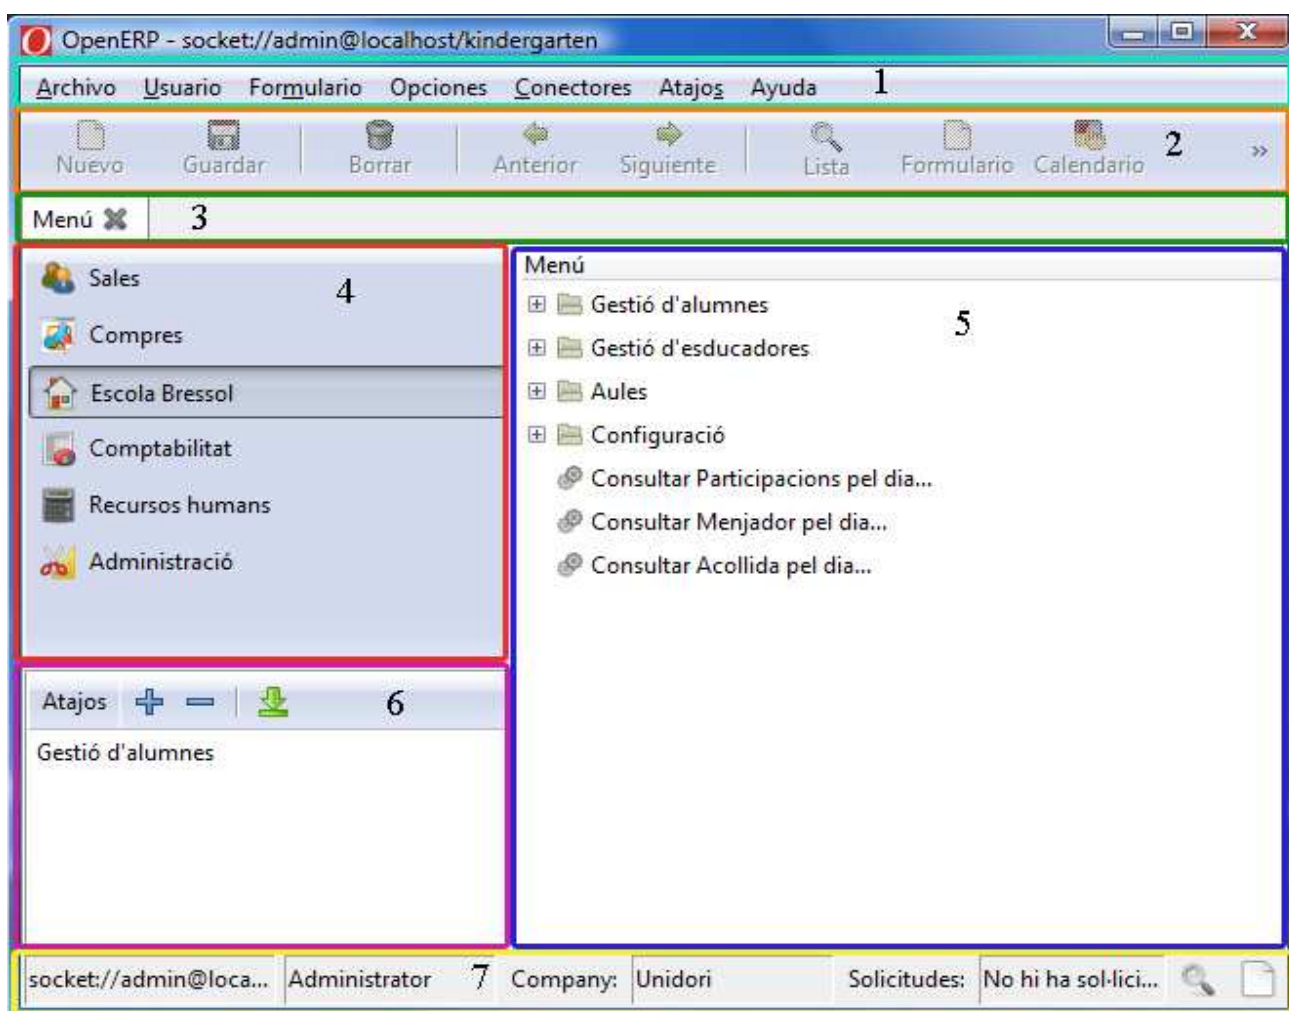 OpenERP - socket://admin@localhost/kindergarten
Archivo Usuario Formulario Opciones Conectores Atajos Ayuda 1
Nuevo Guardar Borrar Anterior Siguiente Lista Formulario Calendario 2 »
Menú 3
4
Sales
Compres
Escola Bressol
Comptabilitat
Recursos humans
Administració
Menú
5
Gestió d'alumnes
Gestió d'esducadores
Aules
Configuració
Consultar Participacions pel dia...
Consultar Menjador pel dia...
Consultar Acollida pel dia...
Atajos 6
Gestió d'alumnes
socket://admin@loca... Administrator 7 Company: Unidori Solicitudes: No hi ha sol·lici...